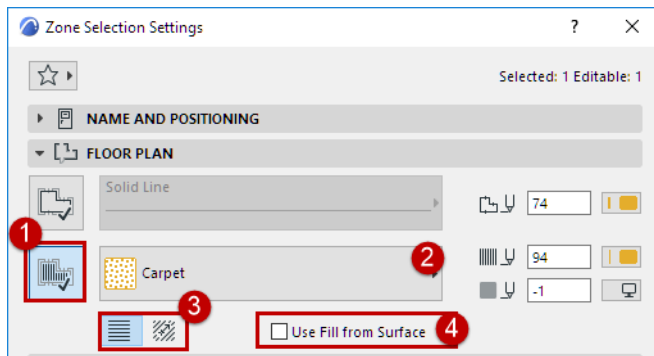 Zone Selection Settings
?
Selected: 1 Editable: 1
NAME AND POSITIONING
FLOOR PLAN
Solid Line
74
1
Carpet
2
94
-1
3
Use Fill from Surface
4